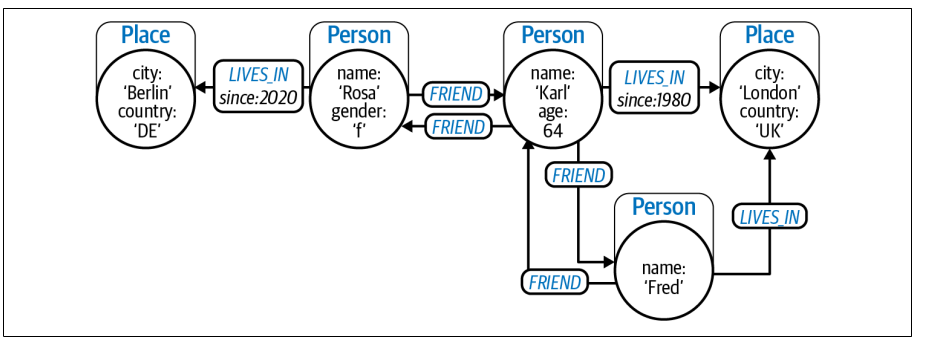 Place
city:
‘Berlin’
country:
‘DE’
LIVES_IN
since:2020
Person
name:
‘Rosa’
gender:
‘f’
FRIEND
FRIEND
Person
name:
‘Karl’
age:
64
LIVES_IN
since:1980
Place
city:
‘London’
country:
‘UK’
FRIEND
FRIEND
Person
name:
‘Fred’
LIVES_IN